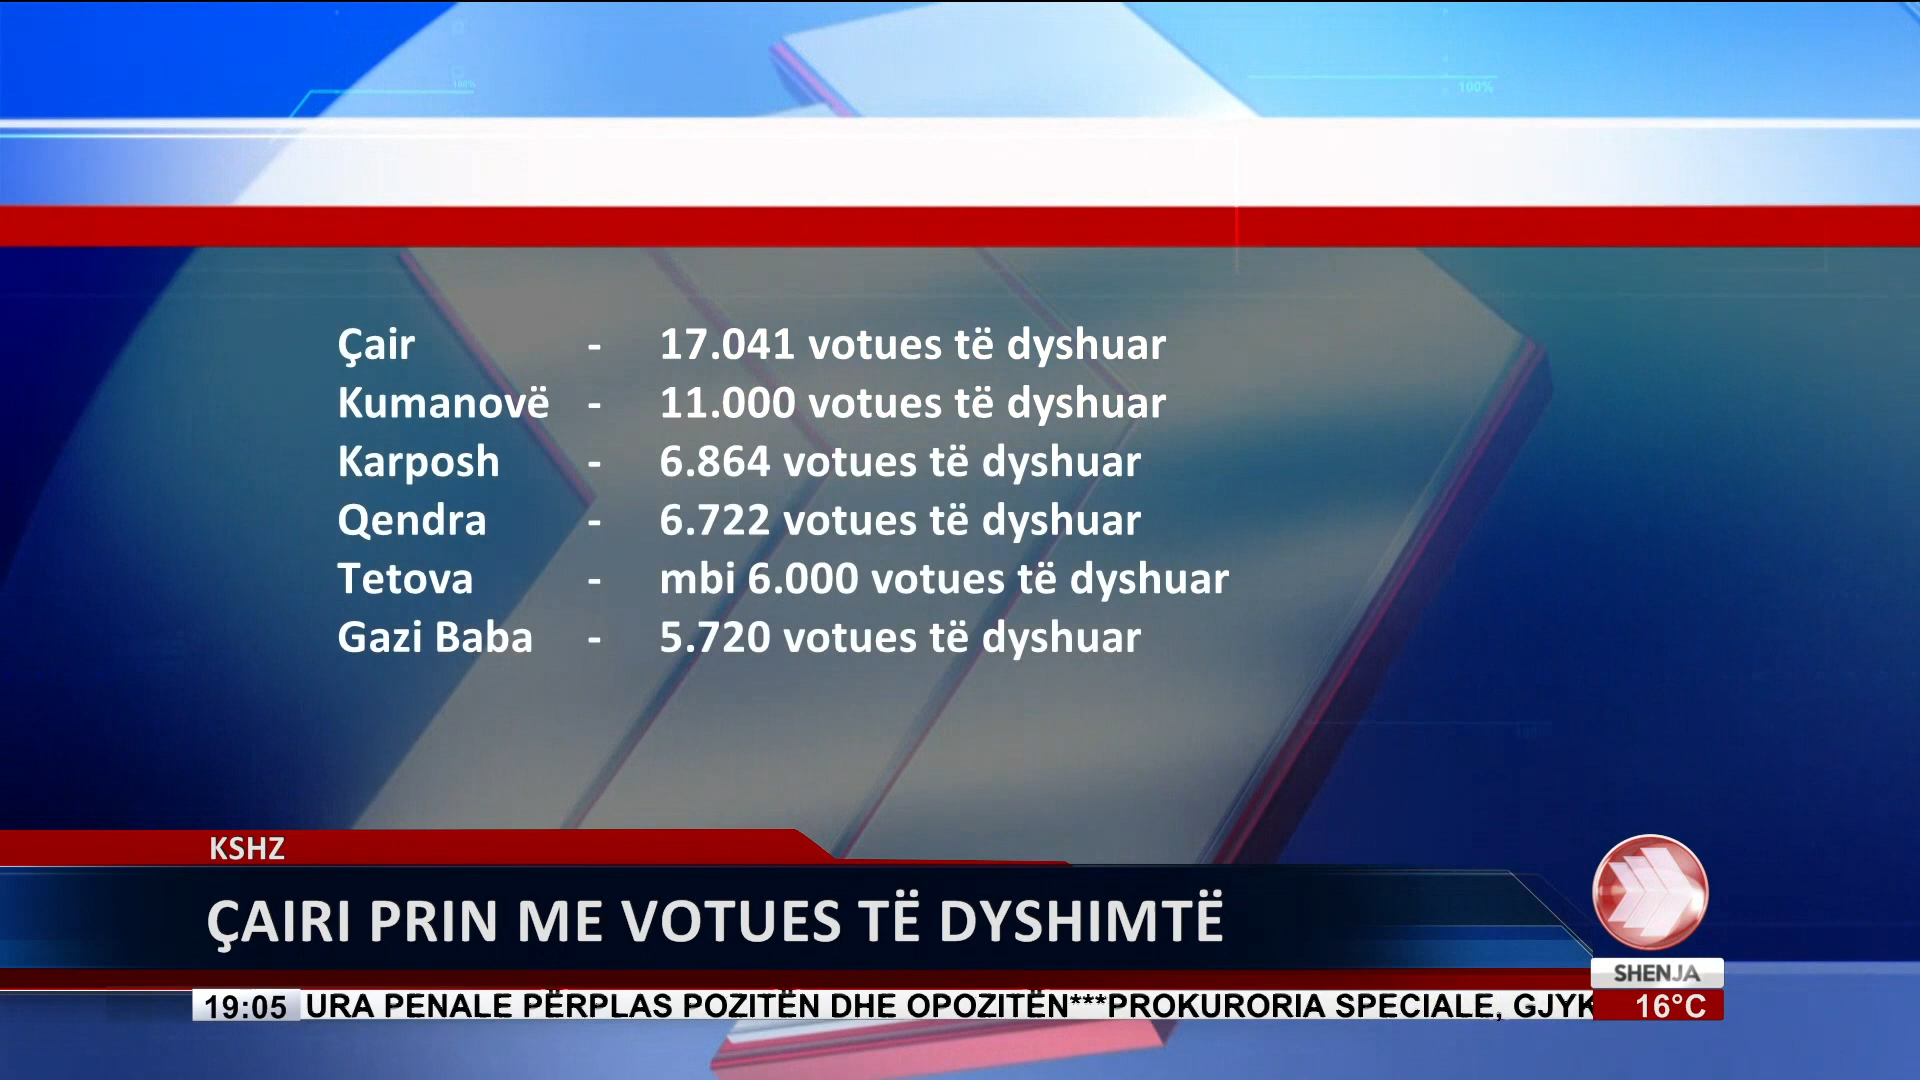 100%
100%
Çair - 17.041 votues të dyshuar
Kumanovë - 11.000 votues të dyshuar
Karposh - 6.864 votues të dyshuar
Qendra - 6.722 votues të dyshuar
Tetova - mbi 6.000 votues të dyshuar
Gazi Baba - 5.720 votues të dyshuar
KSHZ
ÇAIRI PRIN ME VOTUES TË DYSHIMTË
SHENJA
19:05 URA PENALE PËRPLAS POZITËN DHE OPOZITËN***PROKURORIA SPECIALE, GJYK 16°C